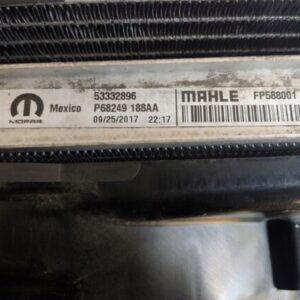 MOPAR
Mexico
53332896
P68249 188AA
09/25/2017 22:17
MAHLE
FP588001